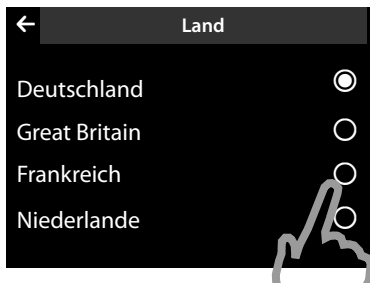 Land
Deutschland
Great Britain
Frankreich
Niederlande